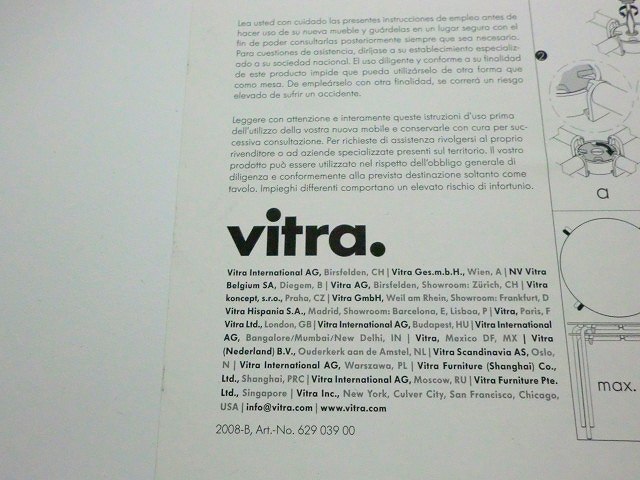 Lea usted con cuidado las presentes instrucciones de emplea antes de
hacer uso de su nueva mueble y guárdelas en un lugar seguro con el
fin de poder consultarlas posteriormente siempre que sea necesario.
Para cuestiones de asistencia, diríjase a su establecimiento especializ-
ado a su sociedad nacional. El uso diligente y conforme a su finalidad
de este producto impide que pueda utilizárselo de otra forma que
como mesa. De empleárselo con otra finalidad, se correrá un riesgo
elevado de sufrir un accidente.
Leggere con attenzione e interamente queste istruzioni d'uso prima
dell'utilizzo della vostra nuova mobile e conservarle con cura per suc-
cessiva consultazione. Per richieste di assistenza rivolgersi al proprio
rivenditore o ad aziende specializzate presenti sul territorio. Il vostro
prodotto può essere utilizzato nel rispetto dell'obbligo generale di
diligenza e conformemente alla prevista destinazione soltanto come
tavolo. Impieghi differenti comportano un elevato rischio di infortunio.
vitra.
Vitra International AG, Birsfelden, CH | Vitra Ges.m.b.H., Wien, A | NV Vitra
Belgium SA, Diegem, B | Vitra AG, Birsfelden, Showroom: Zürich, CH | Vitra
koncept, s.r.o., Praha, CZ | Vitra GmbH, Weil am Rhein, Showroom: Frankfurt, D
Vitra Hispania S.A., Madrid, Showroom: Barcelona, E, Lisboa, P | Vitra, Paris, F
Vitra Ltd., London, GB | Vitra International AG, Budapest, HU | Vitra International
AG, Bangalore/Mumbai/New Delhi, IN | Vitra, Mexico DF, MX | Vitra
(Nederland) B.V., Ouderkerk aan de Amstel, NL | Vitra Scandinavia AS, Oslo,
N | Vitra International AG, Warszawa, PL | Vitra Furniture (Shanghai) Co.,
Ltd., Shanghai, PRC | Vitra International AG, Moscow, RU | Vitra Furniture Pte.
Ltd., Singapore | Vitra Inc., New York, Culver City, San Francisco, Chicago,
USA | info@vitra.com | www.vitra.com
2008-B, Art.-No. 629 039 00
2
a
max.